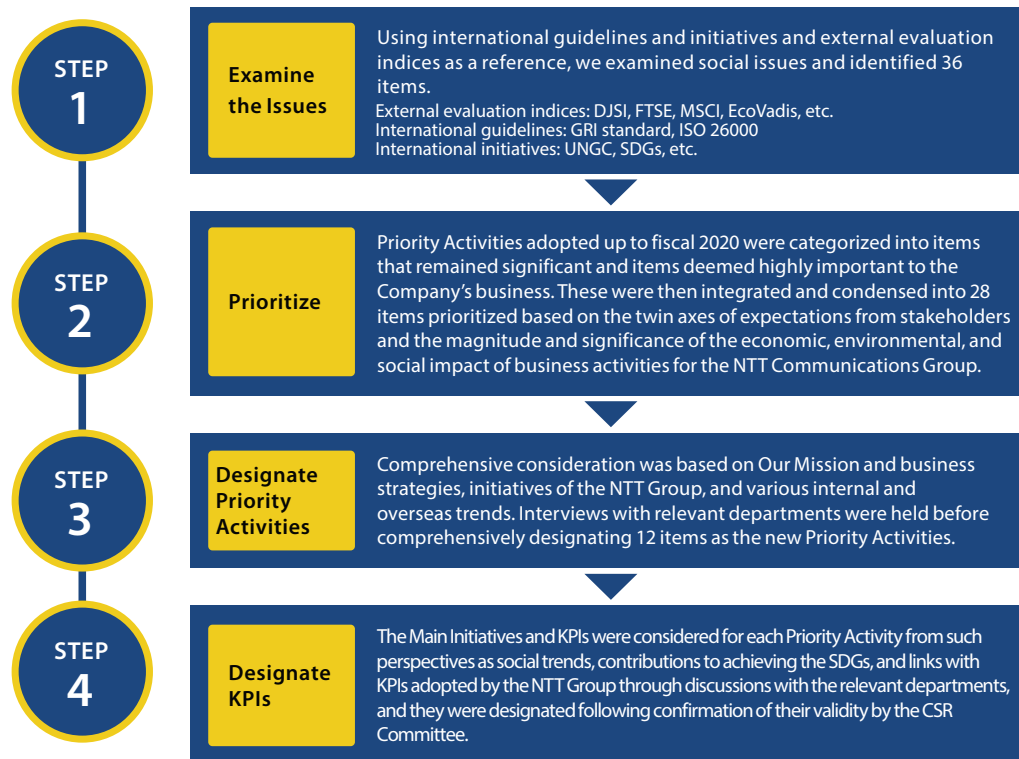 STEP
1
Examine
the Issues
Using international guidelines and initiatives and external evaluation
indices as a reference, we examined social issues and identified 36
items.
External evaluation indices: DJSI, FTSE, MSCI, EcoVadis, etc.
International guidelines: GRI standard, ISO 26000
International initiatives: UNGC, SDGs, etc.
STEP
2
Prioritize
Priority Activities adopted up to fiscal 2020 were categorized into items
that remained significant and items deemed highly important to the
Company's business. These were then integrated and condensed into 28
items prioritized based on the twin axes of expectations from stakeholders
and the magnitude and significance of the economic, environmental, and
social impact of business activities for the NTT Communications Group.
STEP
3
Designate
Priority
Activities
Comprehensive consideration was based on Our Mission and business
strategies, initiatives of the NTT Group, and various internal and
overseas trends. Interviews with relevant departments were held before
comprehensively designating 12 items as the new Priority Activities.
STEP
4
Designate
KPIs
The Main Initiatives and KPIs were considered for each Priority Activity from such
perspectives as social trends, contributions to achieving the SDGs, and links with
KPIs adopted by the NTT Group through discussions with the relevant departments,
and they were designated following confirmation of their validity by the CSR
Committee.